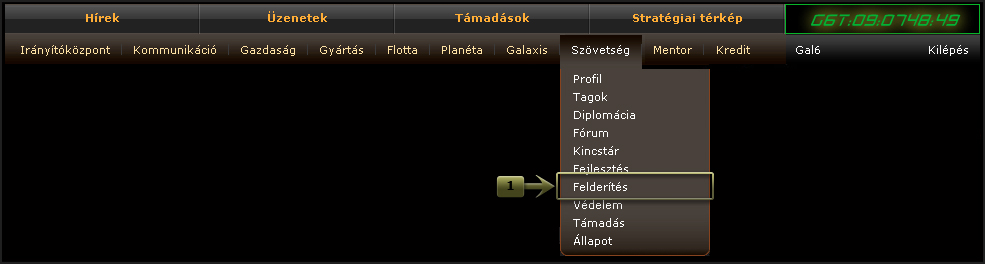 Hírek Üzenetek Támadások Stratégiai térkép G6T:09:0748:49
Irányítóközpont Kommunikáció Gazdaság Gyártás Flotta Planéta Galaxis Szövetség Mentor Kredit Gal6 Kilépés
Profil
Tagok
Diplomácia
Fórum
Kincstár
Fejlesztés
1 Felderítés
Védelem
Támadás
Állapot